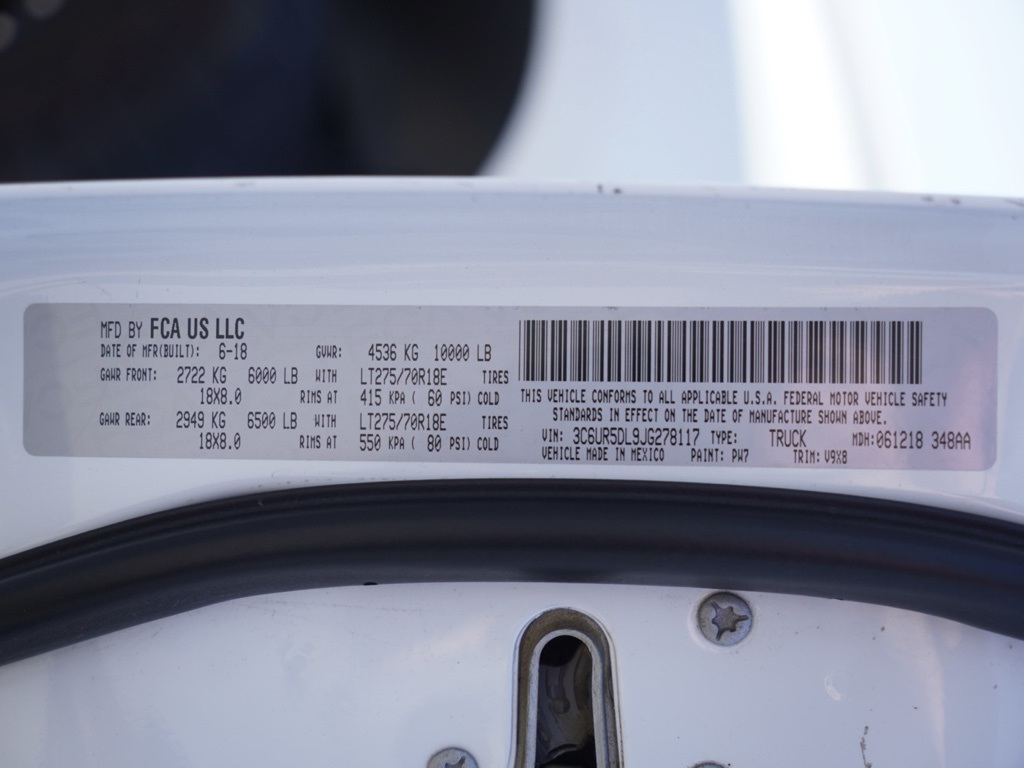 MFD BY FCA US LLC
DATE OF MFR(BUILT): 6-18 GVWR: 4536 KG 10000 LB
GAWR FRONT: 2722 KG 6000 LB WITH LT275/70R18E TIRES
18X8.0 RIMS AT 415 KPA ( 60 PSI) COLD
GAWR REAR: 2949 KG 6500 LB WITH LT275/70R18E TIRES
18X8.0 RIMS AT 550 KPA ( 80 PSI) COLD
THIS VEHICLE CONFORMS TO ALL APPLICABLE U.S.A. FEDERAL MOTOR VEHICLE SAFETY
STANDARDS IN EFFECT ON THE DATE OF MANUFACTURE SHOWN ABOVE.
VIN: 3C6UR5DL9JG278117 TYPE: TRUCK MDH: 061218 348AA
VEHICLE MADE IN MEXICO PAINT: PW7 TRIM: V9X8